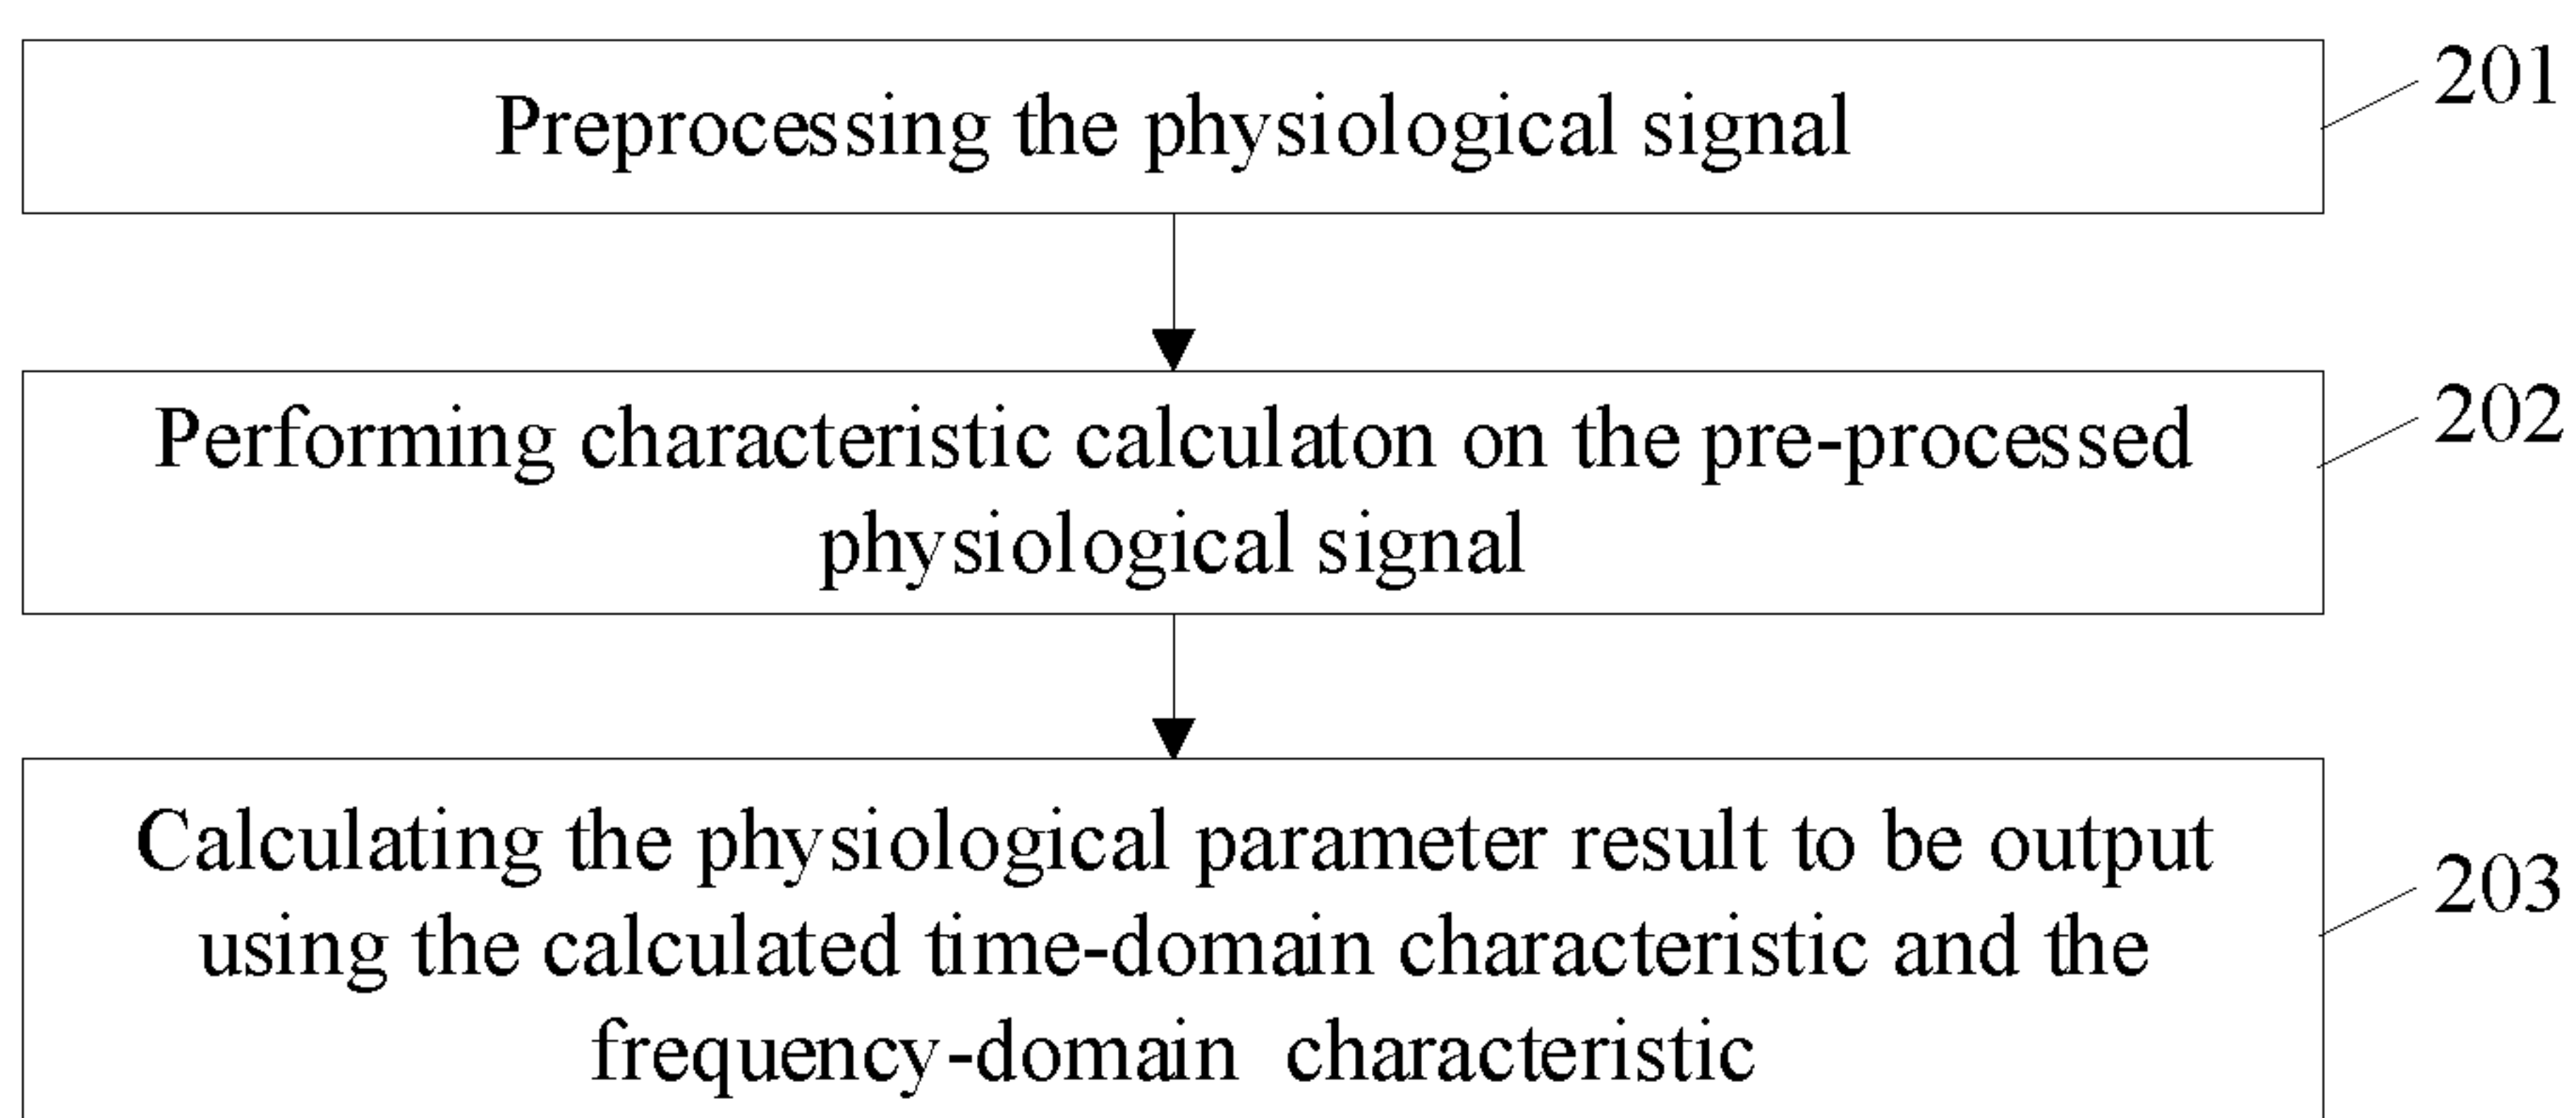 Preprocessing the physiological signal
201
Performing characteristic calculaton on the pre-processed
physiological signal
202
Calculating the physiological parameter result to be output
using the calculated time-domain characteristic and the
frequency-domain characteristic
203